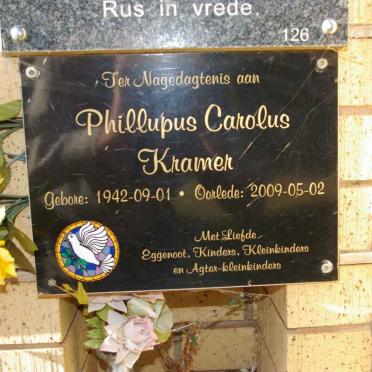 Rus in vrede.
126
Ter Nagedagtenis aan
Phillupus Carolus
Kramer
Gebore: 1942-09-01 • Oorlede: 2009-05-02
Met Liefde
Eggenoot, Kinders, Kleinkinders
en Agter-kleinkinders